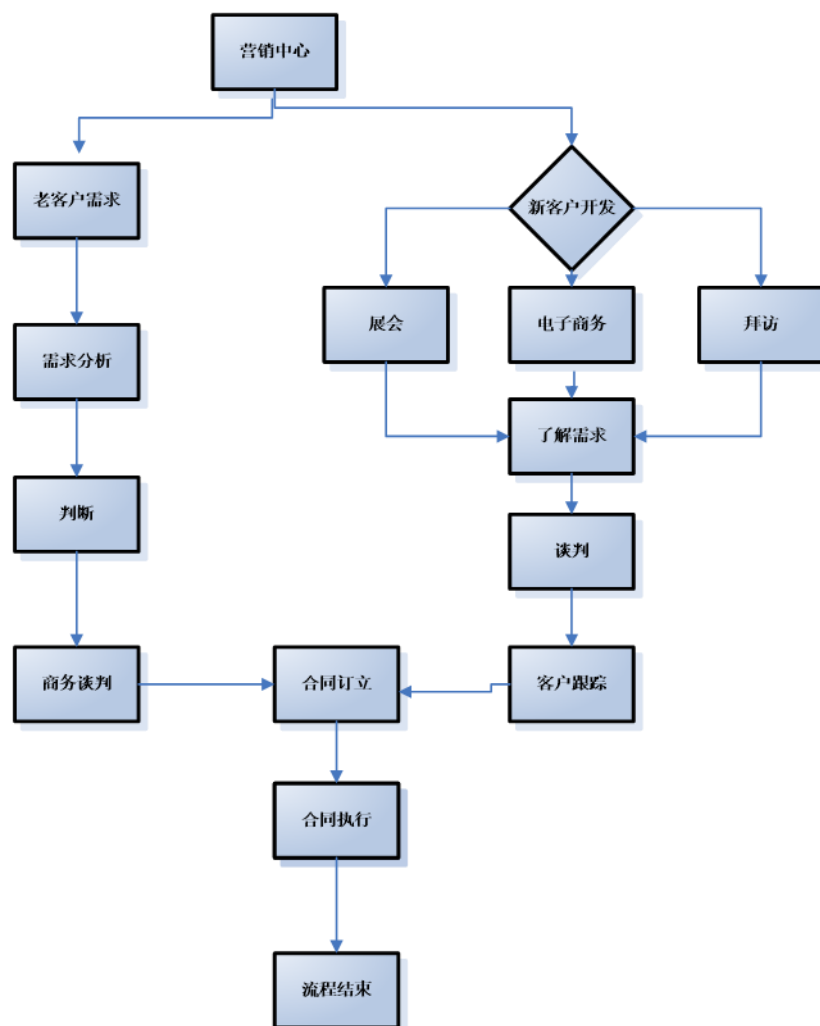 营销中心
老客户需求
新客户开发
展会
电子商务
拜访
需求分析
了解需求
判断
谈判
商务谈判
合同订立
客户跟踪
合同执行
流程结束